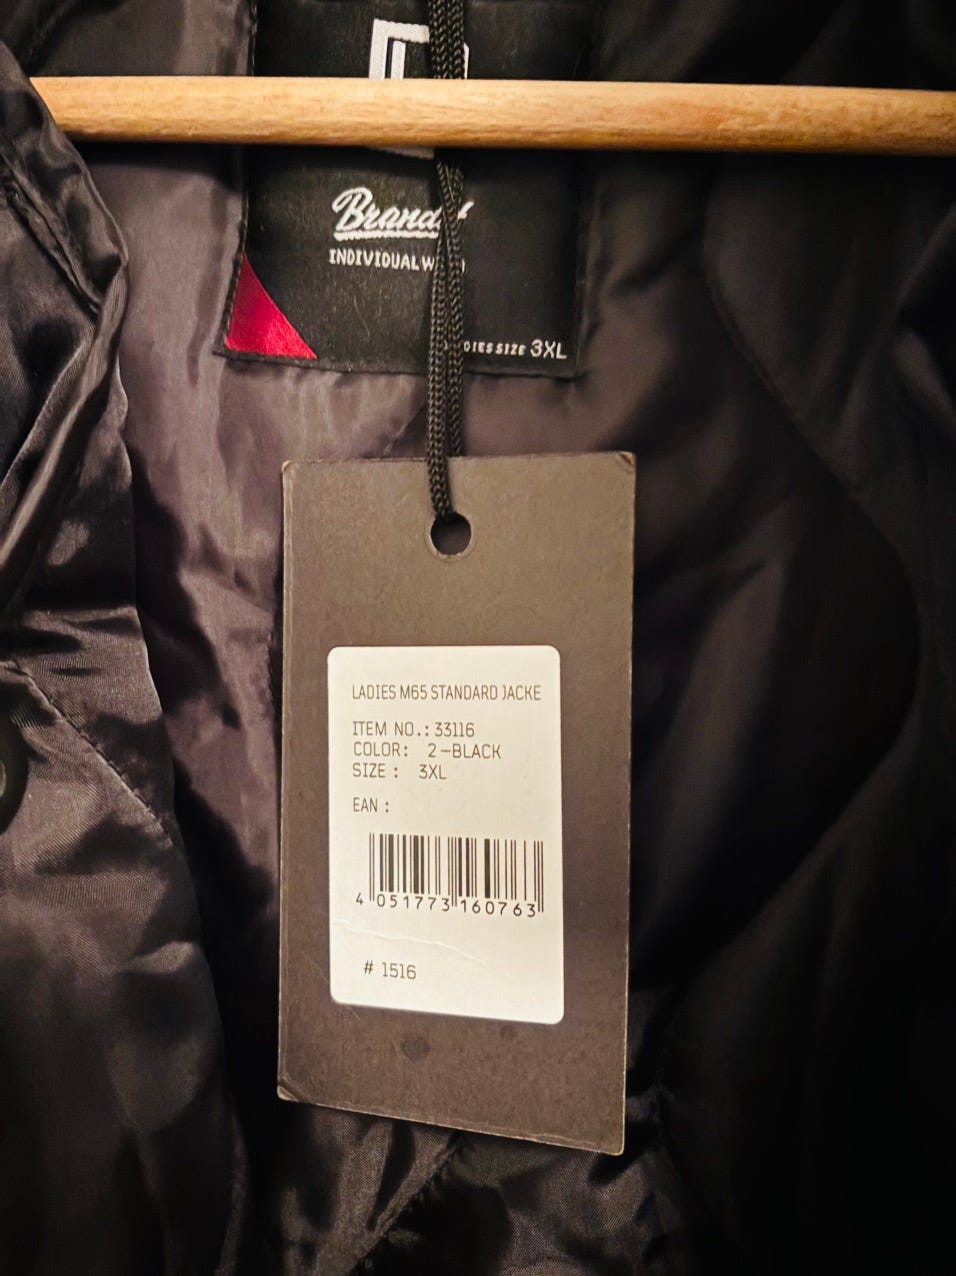 INDIVIDUAL
SIZE 3XL
LADIES M65 STANDARD JACKE
ITEM NO.: 33116
COLOR: 2-BLACK
SIZE : 3XL
EAN :
4 051773 160763
# 1516